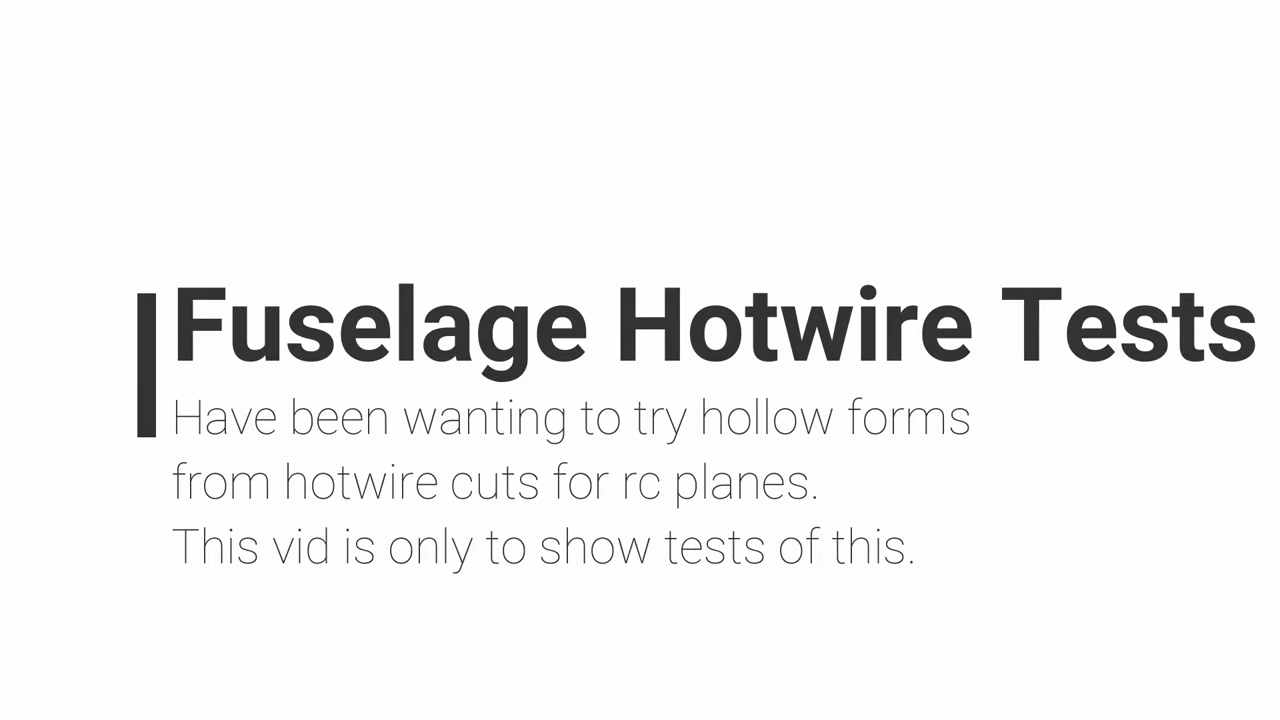 Fuselage Hotwire Tests
Have been wanting to try hollow forms
from hotwire cuts for rc planes.
This vid is only to show tests of this.